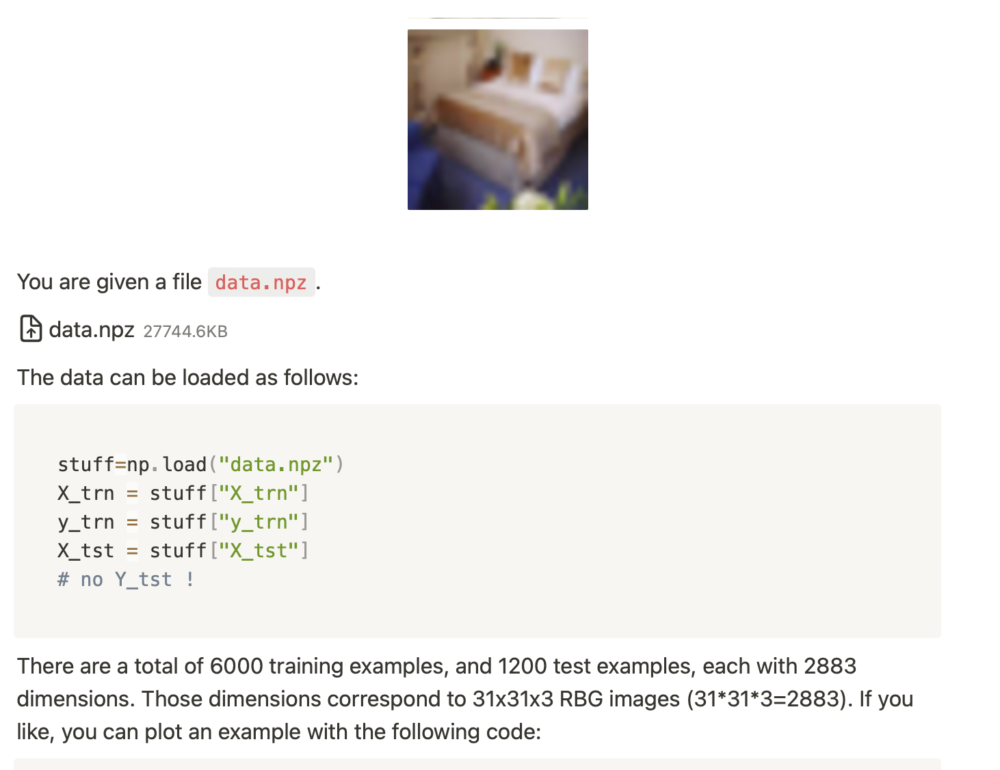 You are given a file data.npz.
data.npz 27744.6KB
The data can be loaded as follows:
stuff=np.load("data.npz")
X_trn = stuff["X_trn"]
y_trn = stuff["y_trn"]
X_tst = stuff["X_tst"]
# no Y_tst !
There are a total of 6000 training examples, and 1200 test examples, each with 2883
dimensions. Those dimensions correspond to 31x31x3 RBG images (31*31*3=2883). If you
like, you can plot an example with the following code: